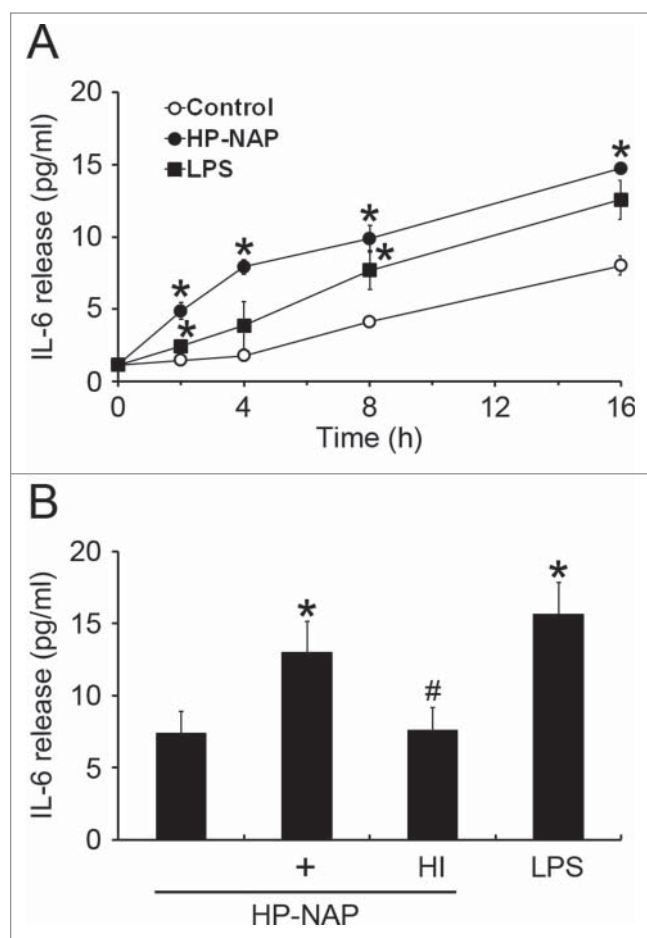 A
IL-6 release (pg/ml)
20
15
10
5
0
Control
HP-NAP
LPS
*
*
*
*
*
*
0
4
8
12
16
Time (h)
B
IL-6 release (pg/ml)
20
15
10
5
0
*
#
*
+
HI
LPS
HP-NAP